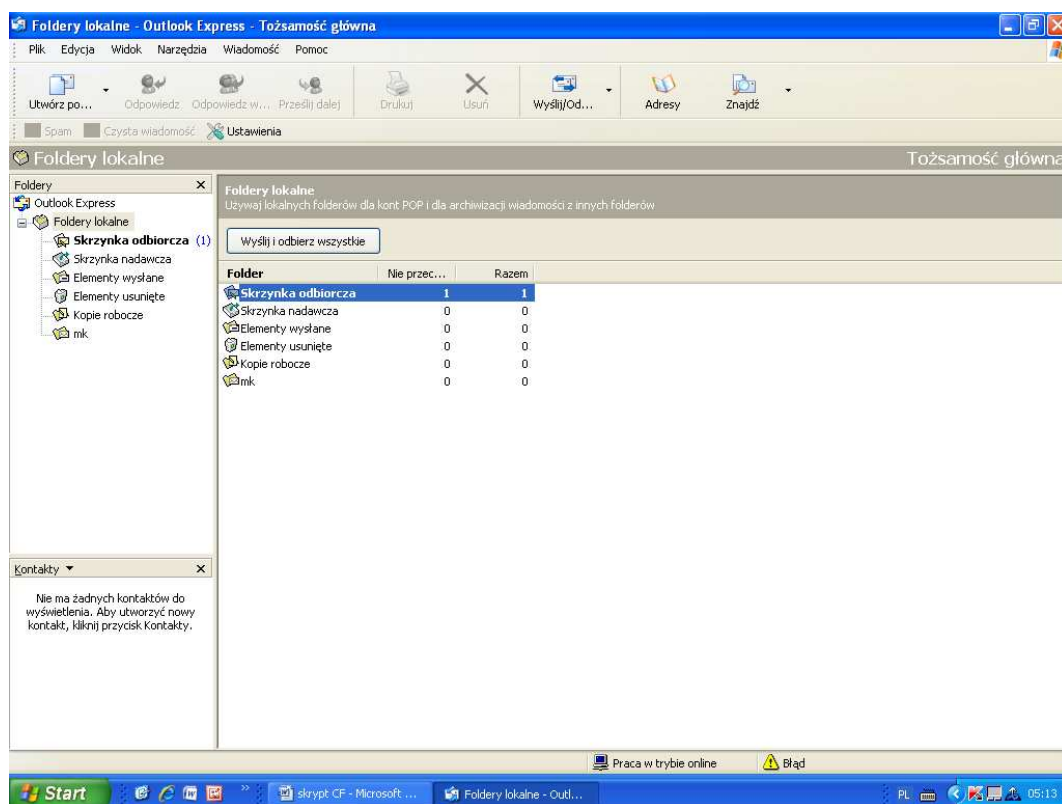 Foldery lokalne - Outlook Express - Tożsamość główna
Plik Edycja Widok Narzędzia Wiadomość Pomoc
Utwórz po... Odpowiedz Odpowiedz w... Prześlij dalej Drukuj Usuń Wyślij/Od... Adresy Znajdź
Spam Czysta wiadomość Ustawienia
Foldery lokalne Tożsamość główna
Foldery
Outlook Express
Foldery lokalne
Skrzynka odbiorcza (1)
Skrzynka nadawcza
Elementy wysłane
Elementy usunięte
Kopie robocze
mk
Foldery lokalne
Używaj lokalnych folderów dla kont POP i dla archiwizacji wiadomości z innych folderów
Wyślij i odbierz wszystkie
Folder Nie przec... Razem
Skrzynka odbiorcza 1 1
Skrzynka nadawcza 0 0
Elementy wysłane 0 0
Elementy usunięte 0 0
Kopie robocze 0 0
mk 0 0
Kontakty
Nie ma żadnych kontaktów do
wyświetlenia. Aby utworzyć nowy
kontakt, kliknij przycisk Kontakty.
Praca w trybie online Błąd
Start skrypt CF - Microsoft ... Foldery lokalne - Outl... PL 05:13